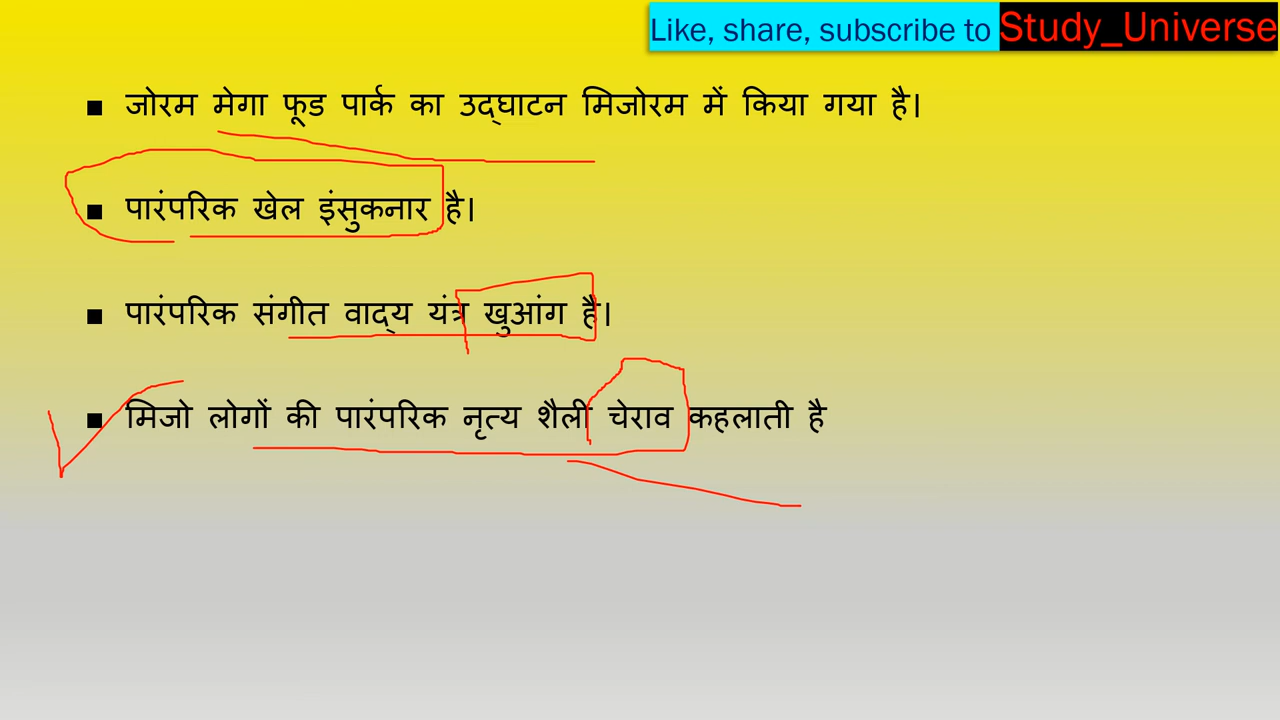 Like, share, subscribe to Study_Universe
▪ जोरम मेगा फूड पार्क का उद्घाटन मिजोरम में किया गया है।
▪ पारंपरिक खेल इंसुकनार है।
▪ पारंपरिक संगीत वाद्य यंत्र खुआंग है।
▪ मिजो लोगों की पारंपरिक नृत्य शैली चेराव कहलाती है